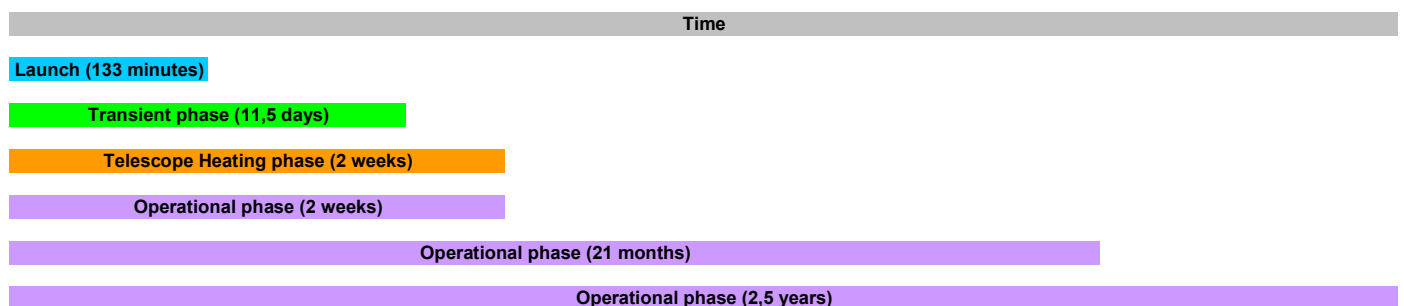 Time
Launch (133 minutes)
Transient phase (11,5 days)
Telescope Heating phase (2 weeks)
Operational phase (2 weeks)
Operational phase (21 months)
Operational phase (2,5 years)